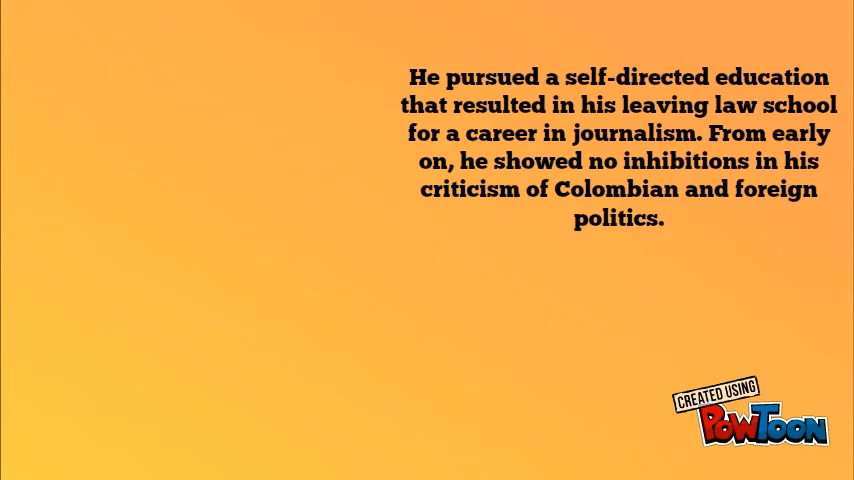 He pursued a self-directed education
that resulted in his leaving law school
for a career in journalism. From early
on, he showed no inhibitions in his
criticism of Colombian and foreign
politics.
CREATED USING
POWTOON